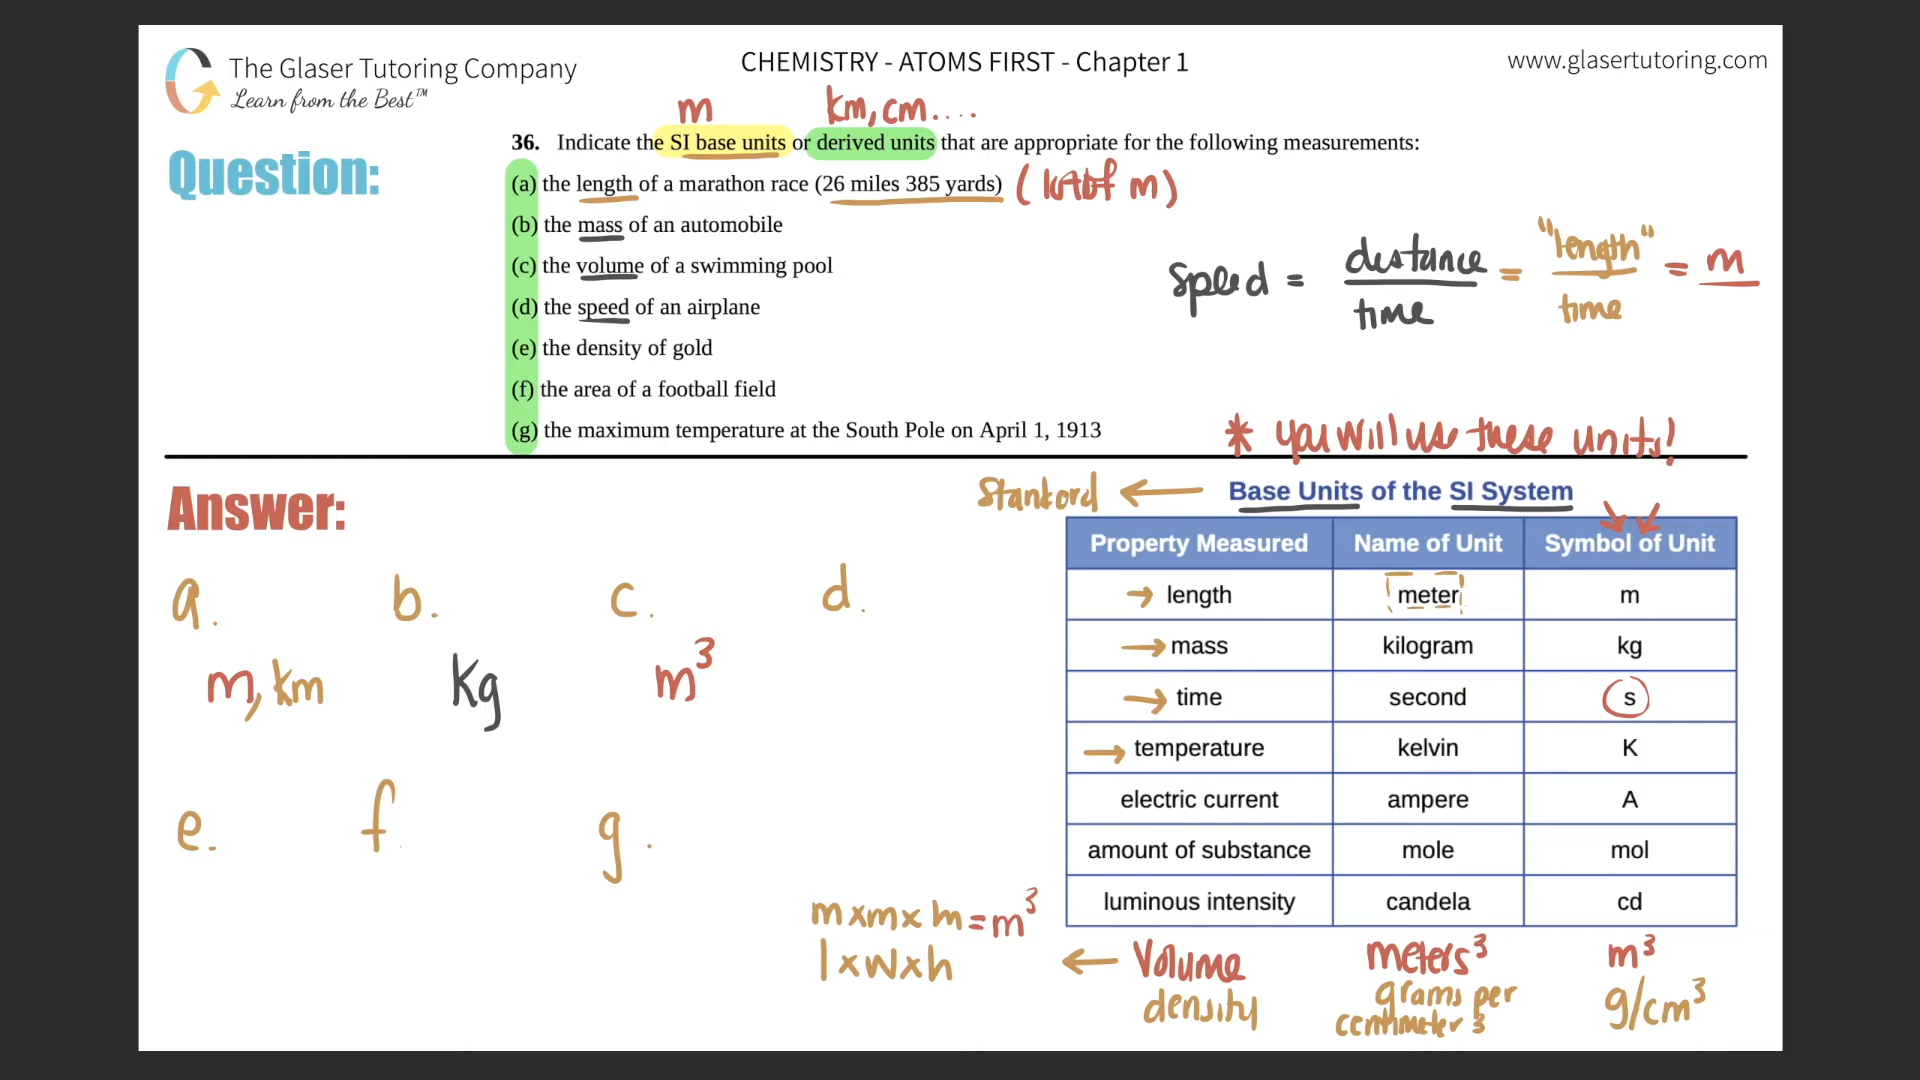 The Glaser Tutoring Company
Learn from the Best™
CHEMISTRY - ATOMS FIRST - Chapter 1
www.glasertutoring.com
m
km, cm....
Question:
36. Indicate the SI base units or derived units that are appropriate for the following measurements:
(a) the length of a marathon race (26 miles 385 yards) ( lot of m)
(b) the mass of an automobile
(c) the volume of a swimming pool
(d) the speed of an airplane
(e) the density of gold
(f) the area of a football field
(g) the maximum temperature at the South Pole on April 1, 1913
speed = distance / time = "length" / time = m
* you will use these units!
Answer:
← Base Units of the SI System
Property Measured Name of Unit Symbol of Unit
→ length meter m
→ mass kilogram kg
→ time second s
→ temperature kelvin K
electric current ampere A
amount of substance mole mol
luminous intensity candela cd
Volume meters³ m³
density grams per centimeter³ g/cm³
a. b. c. d.
m, km kg m³
e. f. g.
m x m x m = m³
l x w x h ←